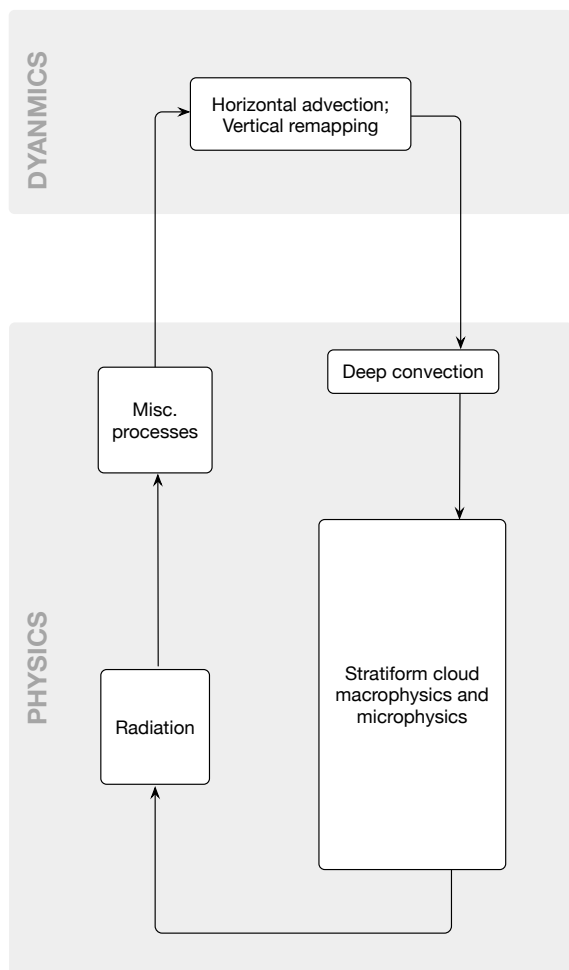 DYANMICS
Horizontal advection;
Vertical remapping
Deep convection
Misc.
processes
PHYSICS
Stratiform cloud
macrophysics and
microphysics
Radiation